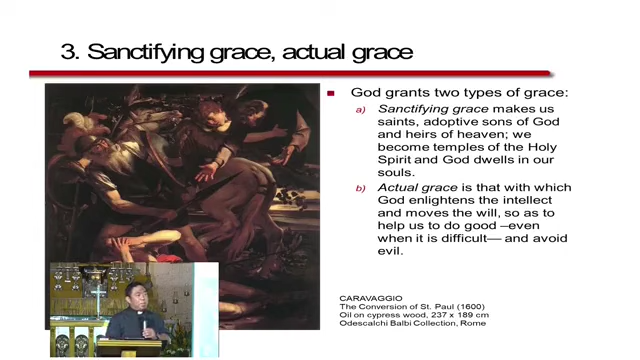 3. Sanctifying grace, actual grace
God grants two types of grace:
a) Sanctifying grace makes us
saints, adoptive sons of God
and heirs of heaven; we
become temples of the Holy
Spirit and God dwells in our
souls.
b) Actual grace is that with which
God enlightens the intellect
and moves the will, so as to
help us to do good –even
when it is difficult–– and avoid
evil.
CARAVAGGIO
The Conversion of St. Paul (1600)
Oil on cypress wood, 237 x 189 cm
Odescalchi Balbi Collection, Rome